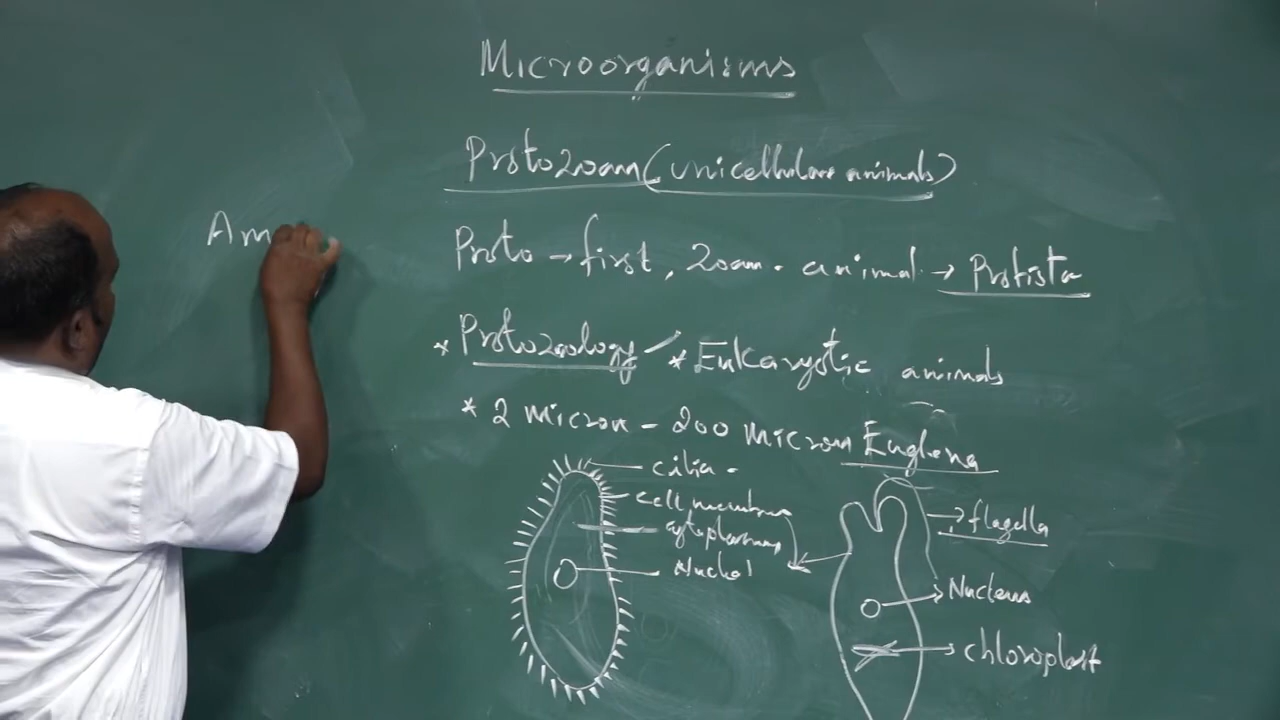 Microorganisms
Protozoan (unicellular animals)
Am
Proto → first, zoan - animal → Protista
* Protozoology * Eukaryotic animals
* 2 micron - 200 micron
Euglena
cilia -
cell membrane
cytoplasm
flagella
Nucleus
chloroplast